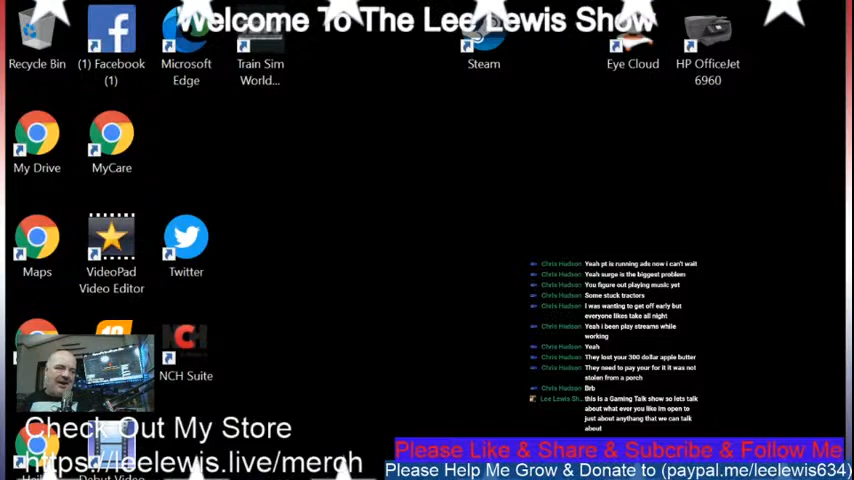 Welcome To The Lee Lewis Show
Recycle Bin
(1) Facebook
(1)
Microsoft
Edge
Train Sim
World...
Steam
Eye Cloud
HP OfficeJet
6960
My Drive
MyCare
Maps
VideoPad
Video Editor
Twitter
NCH
NCH Suite
Chris Hudson Yeah pt is running ads now i can't wait
Chris Hudson Yeah surge is the biggest problem
Chris Hudson You figure out playing music yet
Chris Hudson Some stuck tractors
Chris Hudson I was wanting to get off early but
everyone likes take all night
Chris Hudson Yeah i been play streams while
working
Chris Hudson Yeah
Chris Hudson They lost your 300 dollar apple butter
Chris Hudson They need to pay your for it it was not
stolen from a porch
Chris Hudson Brb
Lee Lewis Sh... this is a Gaming Talk show so lets talk
about what ever you like im open to
just about anythang that we can talk
about
Check Out My Store
https://leelewis.live/merch
Please Like & Share & Subcribe & Follow Me
Please Help Me Grow & Donate to (paypal.me/leelewis634)
Debut Video